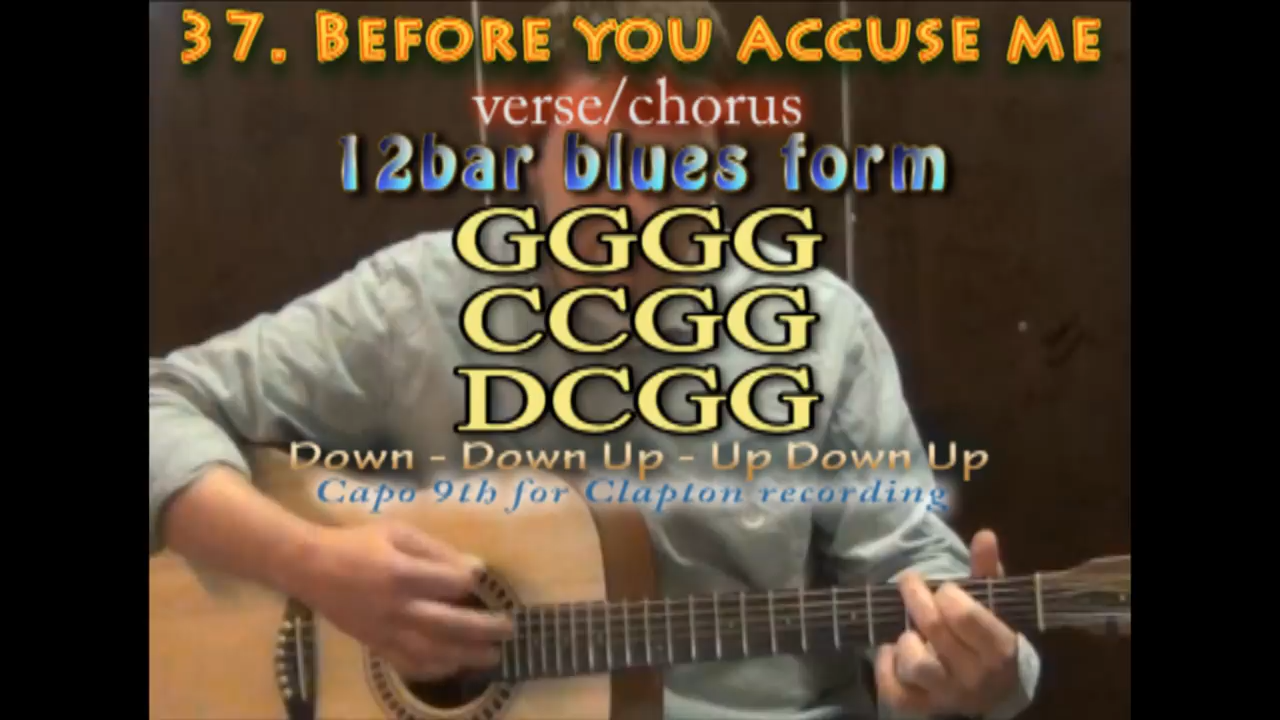 37. BEFORE YOU ACCUSE ME
verse/chorus
12bar blues form
GGGG
CCGG
DCGG
Down - Down Up - Up Down Up
Capo 9th for Clapton recording